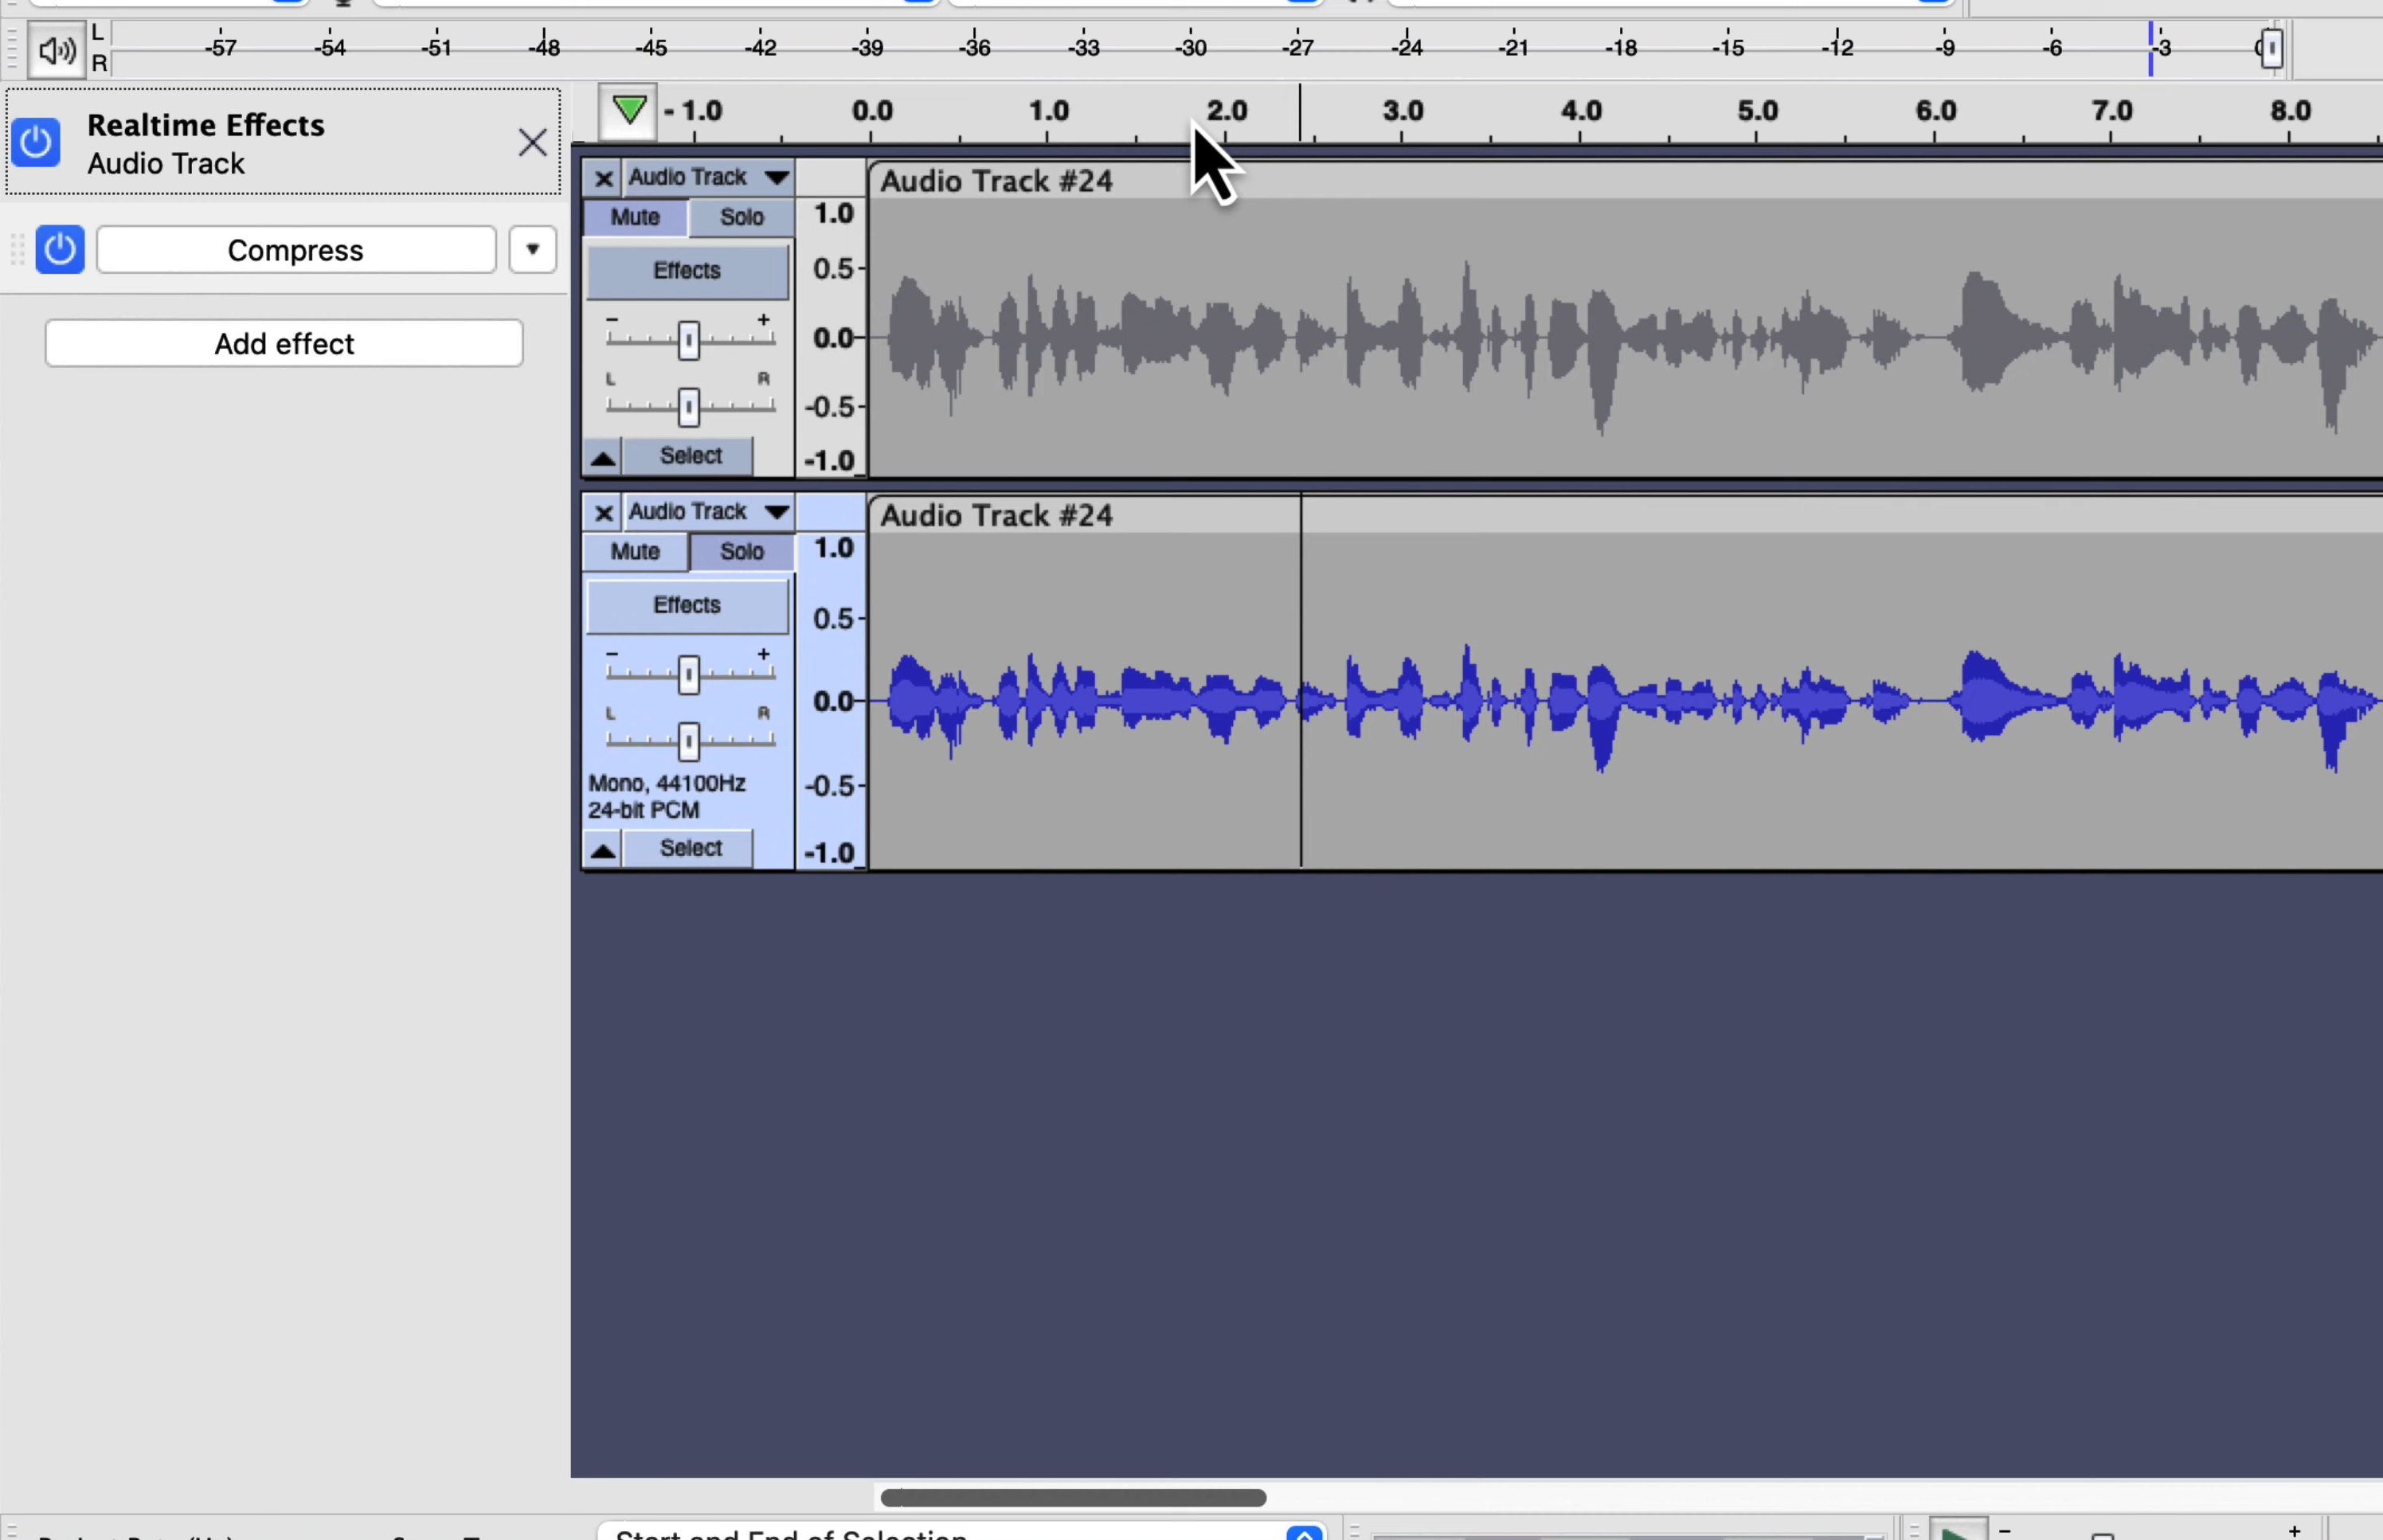 L
R
-57 -54 -51 -48 -45 -42 -39 -36 -33 -30 -27 -24 -21 -18 -15 -12 -9 -6 -3
Realtime Effects
Audio Track
Compress
Add effect
- 1.0 0.0 1.0 2.0 3.0 4.0 5.0 6.0 7.0 8.0
Audio Track
Audio Track #24
Mute Solo
Effects
- +
L R
Select
1.0
0.5
0.0
-0.5
-1.0
Audio Track
Audio Track #24
Mute Solo
Effects
- +
L R
Mono, 44100Hz
24-bit PCM
Select
1.0
0.5
0.0
-0.5
-1.0
Start and End of Selection
- +